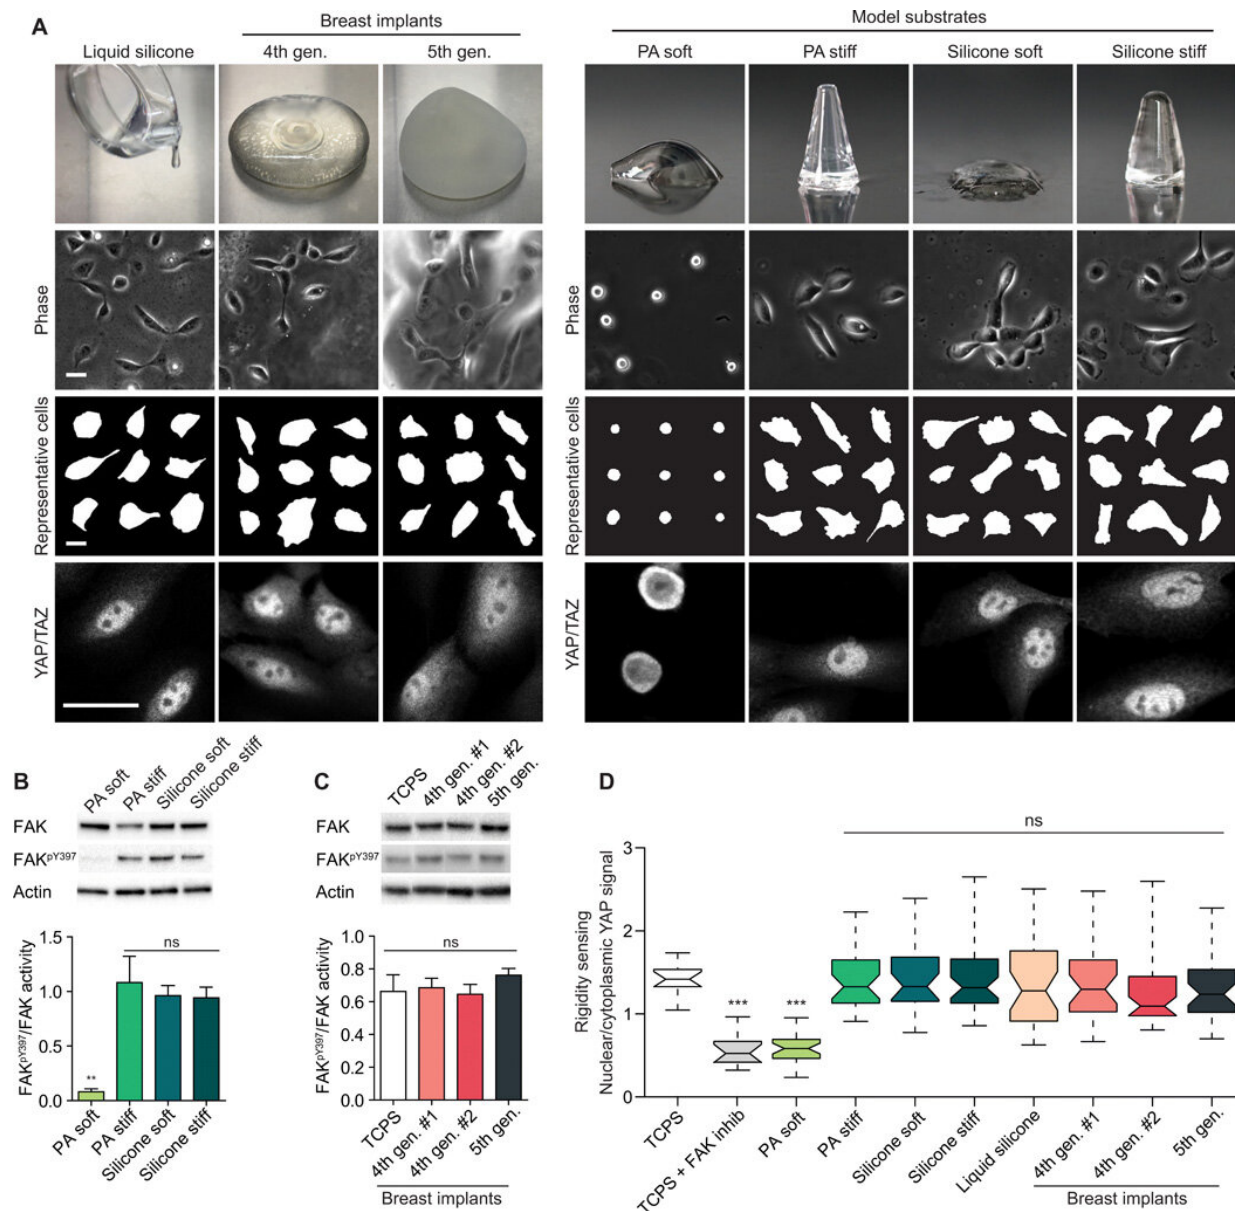 A
Breast implants
Model substrates
Liquid silicone
4th gen.
5th gen.
PA soft
PA stiff
Silicone soft
Silicone stiff
Phase
Phase
Representative cells
Representative cells
YAP/TAZ
YAP/TAZ
B
PA soft
PA stiff
Silicone soft
Silicone stiff
FAK
FAKpY397
Actin
FAKpY397/FAK activity
1.5
1.0
0.5
0.0
ns
**
PA soft
PA stiff
Silicone soft
Silicone stiff
C
TCPS
4th gen. #1
4th gen. #2
5th gen.
FAK
FAKpY397
Actin
FAKpY397/FAK activity
1.0
0.8
0.6
0.4
0.2
0.0
ns
TCPS
4th gen. #1
4th gen. #2
5th gen.
Breast implants
D
Rigidity sensing
Nuclear/cytoplasmic YAP signal
3
2
1
0
ns
***
***
TCPS
TCPS + FAK inhib
PA soft
PA stiff
Silicone soft
Silicone stiff
Liquid silicone
4th gen. #1
4th gen. #2
5th gen.
Breast implants